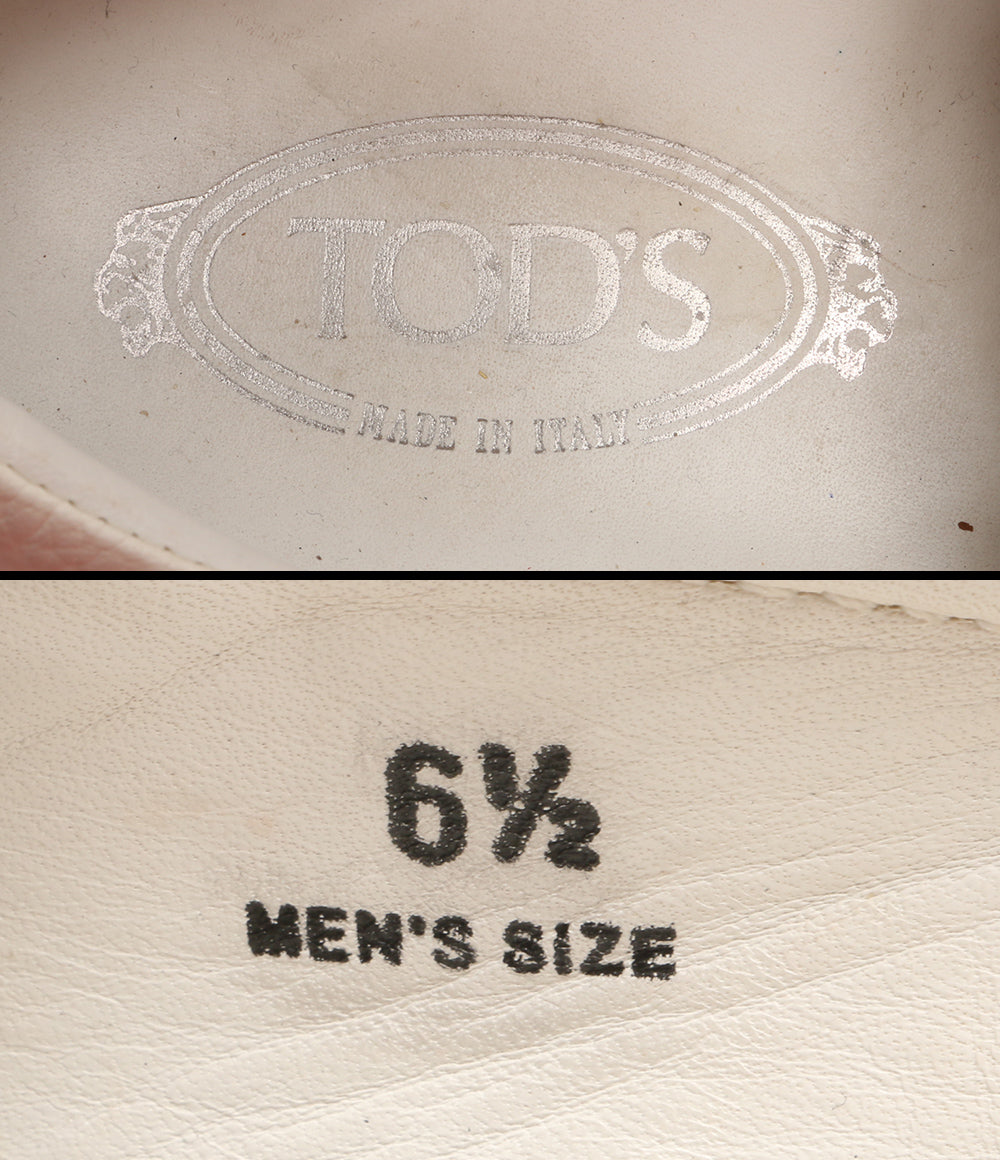 TOD'S
MADE IN ITALY
6½
MEN'S SIZE